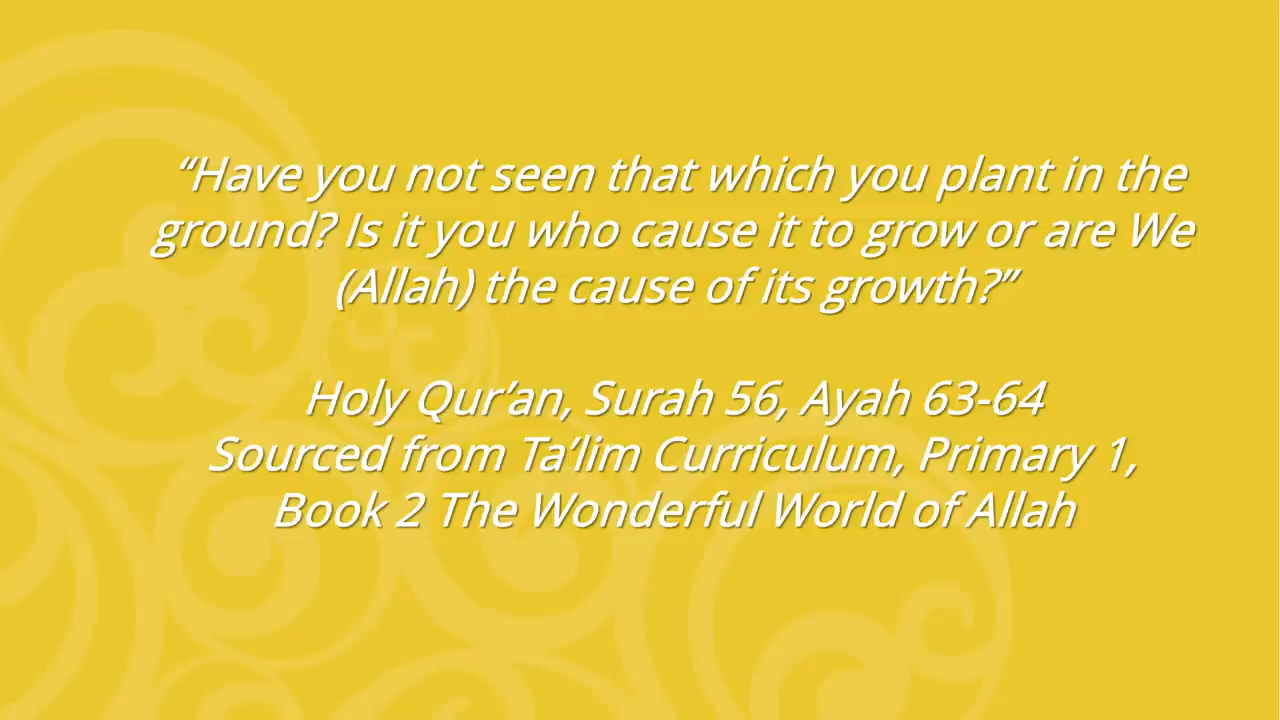 “Have you not seen that which you plant in the
ground? Is it you who cause it to grow or are We
(Allah) the cause of its growth?”
Holy Qur’an, Surah 56, Ayah 63-64
Sourced from Ta’lim Curriculum, Primary 1,
Book 2 The Wonderful World of Allah